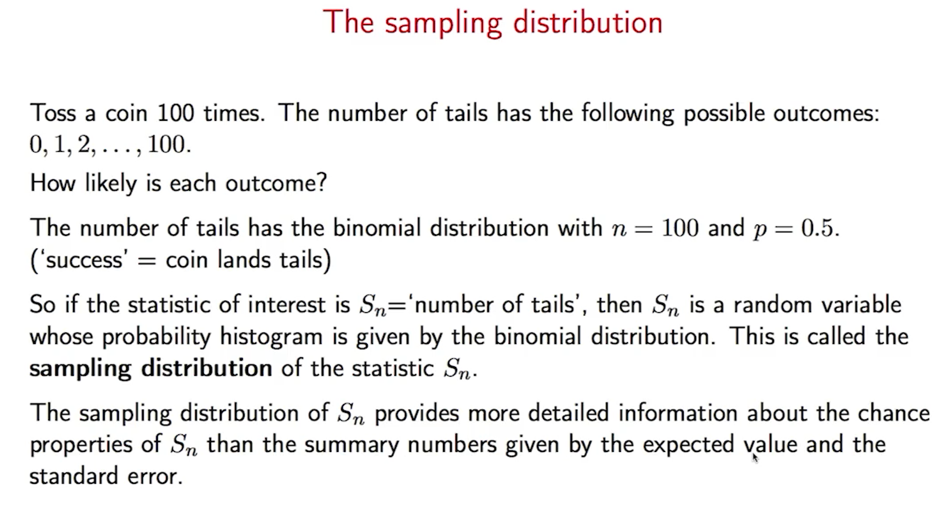 The sampling distribution
Toss a coin 100 times. The number of tails has the following possible outcomes:
0, 1, 2, . . . , 100.
How likely is each outcome?
The number of tails has the binomial distribution with n = 100 and p = 0.5.
(‘success’ = coin lands tails)
So if the statistic of interest is Sₙ=‘number of tails’, then Sₙ is a random variable
whose probability histogram is given by the binomial distribution. This is called the
sampling distribution of the statistic Sₙ.
The sampling distribution of Sₙ provides more detailed information about the chance
properties of Sₙ than the summary numbers given by the expected value and the
standard error.